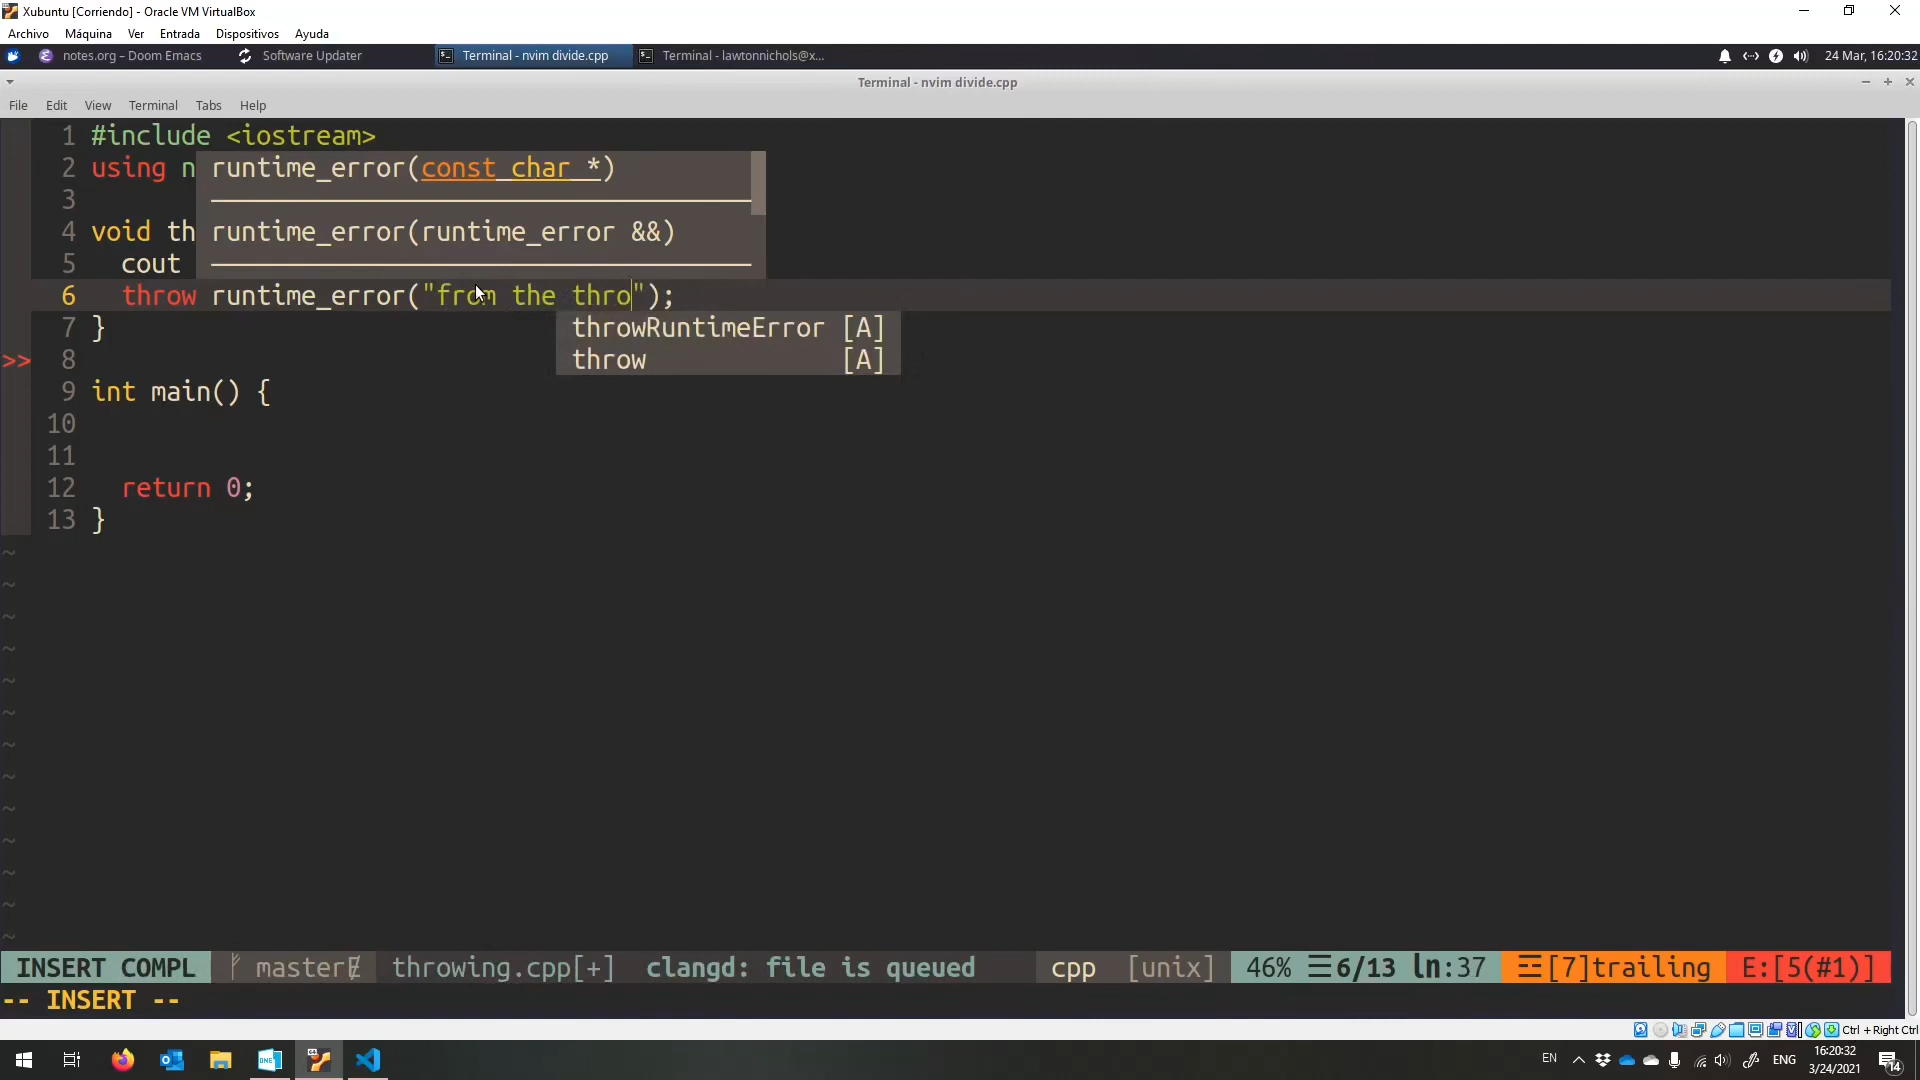 Xubuntu [Corriendo] - Oracle VM VirtualBox
Archivo Máquina Ver Entrada Dispositivos Ayuda
notes.org – Doom Emacs Software Updater Terminal - nvim divide.cpp Terminal - lawtonnichols@x... 24 Mar, 16:20:32
Terminal - nvim divide.cpp
File Edit View Terminal Tabs Help
1 #include <iostream>
2 using n runtime_error(const char *)
3
4 void th runtime_error(runtime_error &&)
5 cout
6 throw runtime_error("from the thro");
7 } throwRuntimeError [A]
>> 8 throw [A]
9 int main() {
10
11
12 return 0;
13 }
~
~
~
~
~
~
~
~
~
~
~
~
~
INSERT COMPL master throwing.cpp[+] clangd: file is queued cpp [unix] 46% ☰6/13 ln:37 ☲[7]trailing E:[5(#1)]
-- INSERT --
Ctrl + Right Ctrl
EN ENG 16:20:32
3/24/2021
14